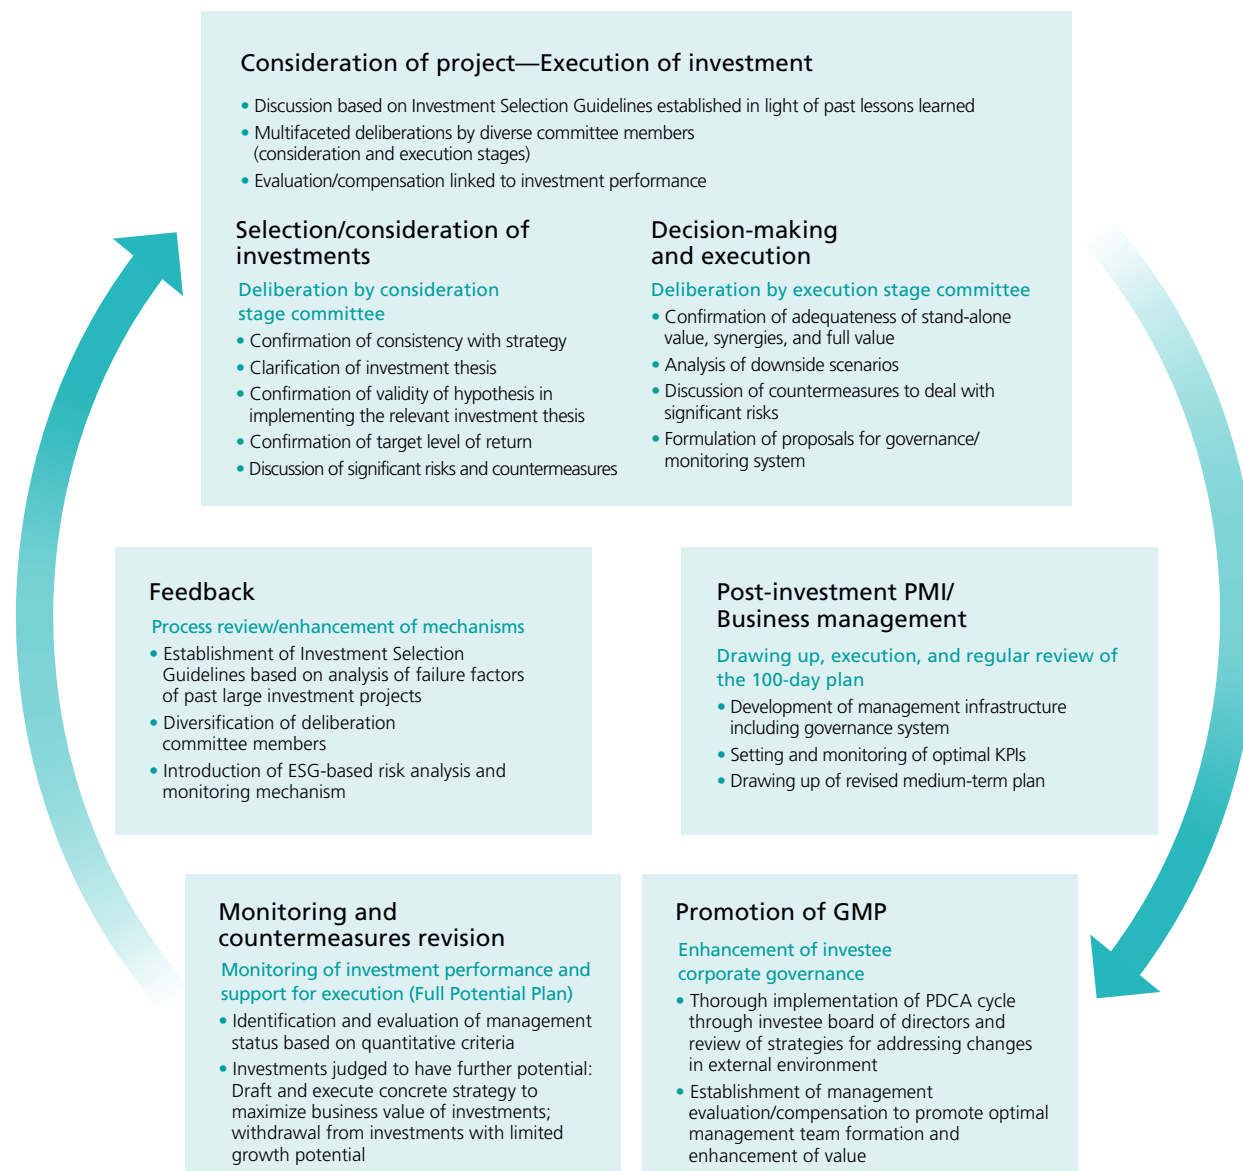 Consideration of project—Execution of investment
• Discussion based on Investment Selection Guidelines established in light of past lessons learned
• Multifaceted deliberations by diverse committee members
(consideration and execution stages)
• Evaluation/compensation linked to investment performance
Selection/consideration of
investments
Deliberation by consideration
stage committee
• Confirmation of consistency with strategy
• Clarification of investment thesis
• Confirmation of validity of hypothesis in
implementing the relevant investment thesis
• Confirmation of target level of return
• Discussion of significant risks and countermeasures
Decision-making
and execution
Deliberation by execution stage committee
• Confirmation of adequateness of stand-alone
value, synergies, and full value
• Analysis of downside scenarios
• Discussion of countermeasures to deal with
significant risks
• Formulation of proposals for governance/
monitoring system
Feedback
Process review/enhancement of mechanisms
• Establishment of Investment Selection
Guidelines based on analysis of failure factors
of past large investment projects
• Diversification of deliberation
committee members
• Introduction of ESG-based risk analysis and
monitoring mechanism
Post-investment PMI/
Business management
Drawing up, execution, and regular review of
the 100-day plan
• Development of management infrastructure
including governance system
• Setting and monitoring of optimal KPIs
• Drawing up of revised medium-term plan
Monitoring and
countermeasures revision
Monitoring of investment performance and
support for execution (Full Potential Plan)
• Identification and evaluation of management
status based on quantitative criteria
• Investments judged to have further potential:
Draft and execute concrete strategy to
maximize business value of investments;
withdrawal from investments with limited
growth potential
Promotion of GMP
Enhancement of investee
corporate governance
• Thorough implementation of PDCA cycle
through investee board of directors and
review of strategies for addressing changes
in external environment
• Establishment of management
evaluation/compensation to promote optimal
management team formation and
enhancement of value